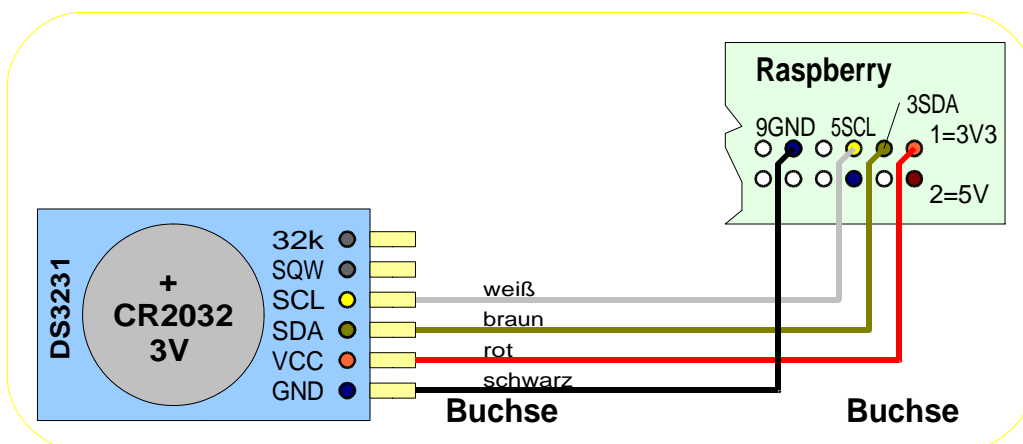 Raspberry
3SDA
9GND
5SCL
1=3V3
2=5V
DS3231
+
CR2032
3V
32k
SQW
SCL
SDA
VCC
GND
weiß
braun
rot
schwarz
Buchse
Buchse